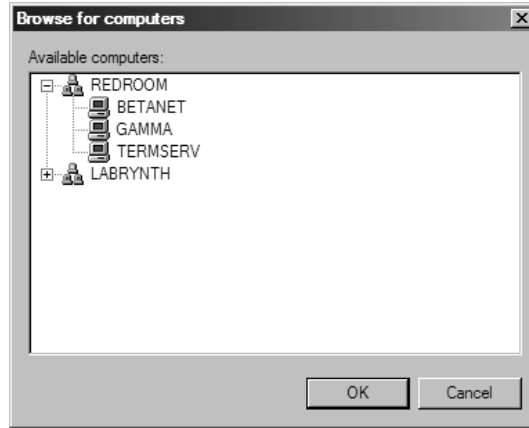 Browse for computers
Available computers:
REDROOM
BETANET
GAMMA
TERMSERV
LABRYNTH
OK Cancel